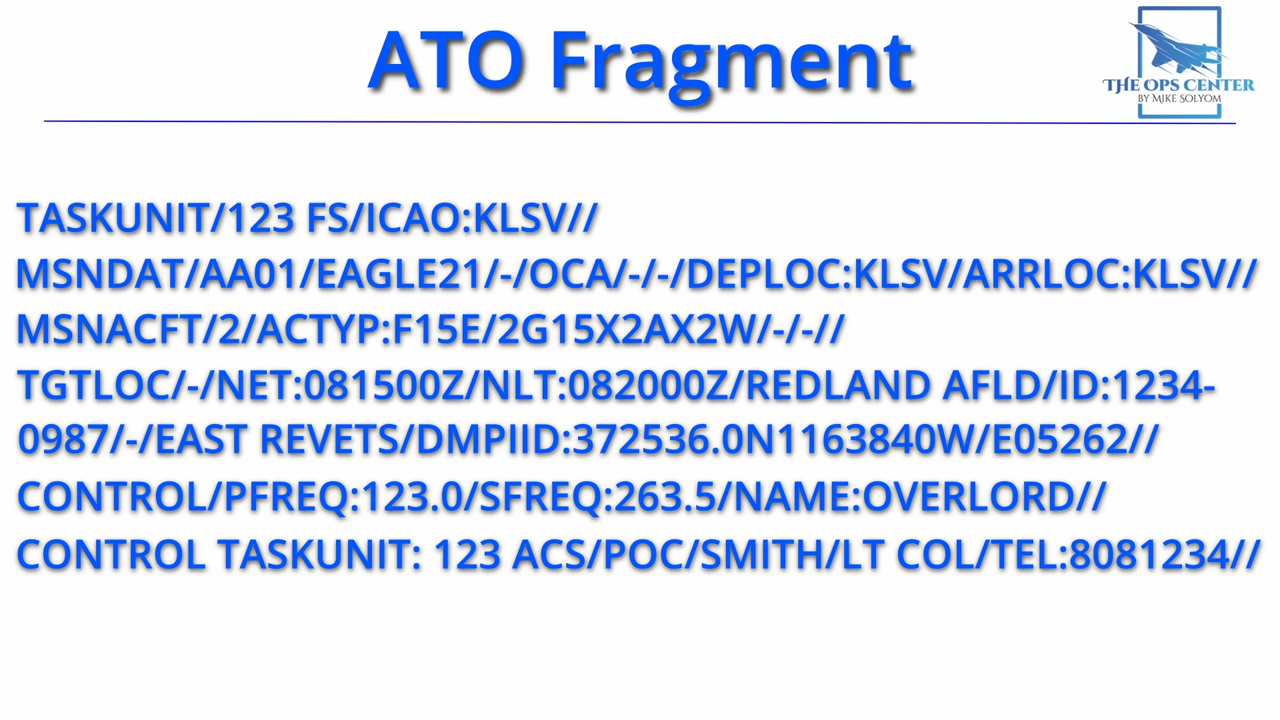 ATO Fragment
THE OPS CENTER
BY MIKE SOLYOM
TASKUNIT/123 FS/ICAO:KLSV//
MSNDAT/AA01/EAGLE21/-/OCA/-/-/DEPLOC:KLSV/ARRLOC:KLSV//
MSNACFT/2/ACTYP:F15E/2G15X2AX2W/-/-//
TGTLOC/-/NET:081500Z/NLT:082000Z/REDLAND AFLD/ID:1234-
0987/-/EAST REVETS/DMPIID:372536.0N1163840W/E05262//
CONTROL/PFREQ:123.0/SFREQ:263.5/NAME:OVERLORD//
CONTROL TASKUNIT: 123 ACS/POC/SMITH/LT COL/TEL:8081234//